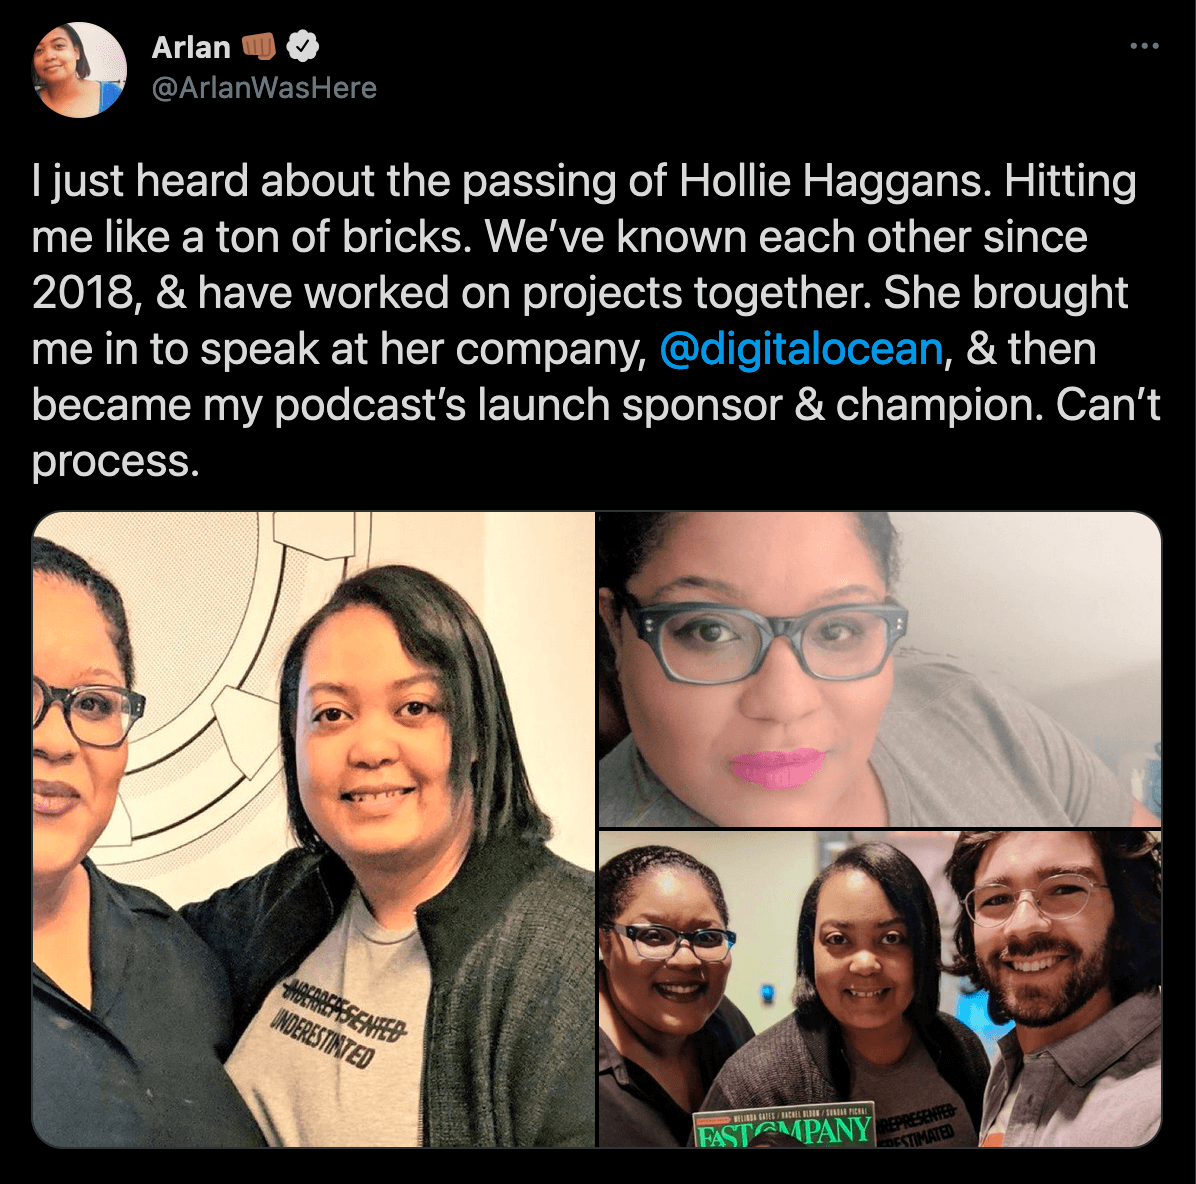 Arlan 👊🏾
@ArlanWasHere
I just heard about the passing of Hollie Haggans. Hitting
me like a ton of bricks. We’ve known each other since
2018, & have worked on projects together. She brought
me in to speak at her company, @digitalocean, & then
became my podcast’s launch sponsor & champion. Can’t
process.
UNDERREPRESENTED
UNDERESTIMATED
MELINDA GATES / RACHEL BLOOM / SUNDAR PICHAI
FAST COMPANY
REPRESENTED
ESTIMATED